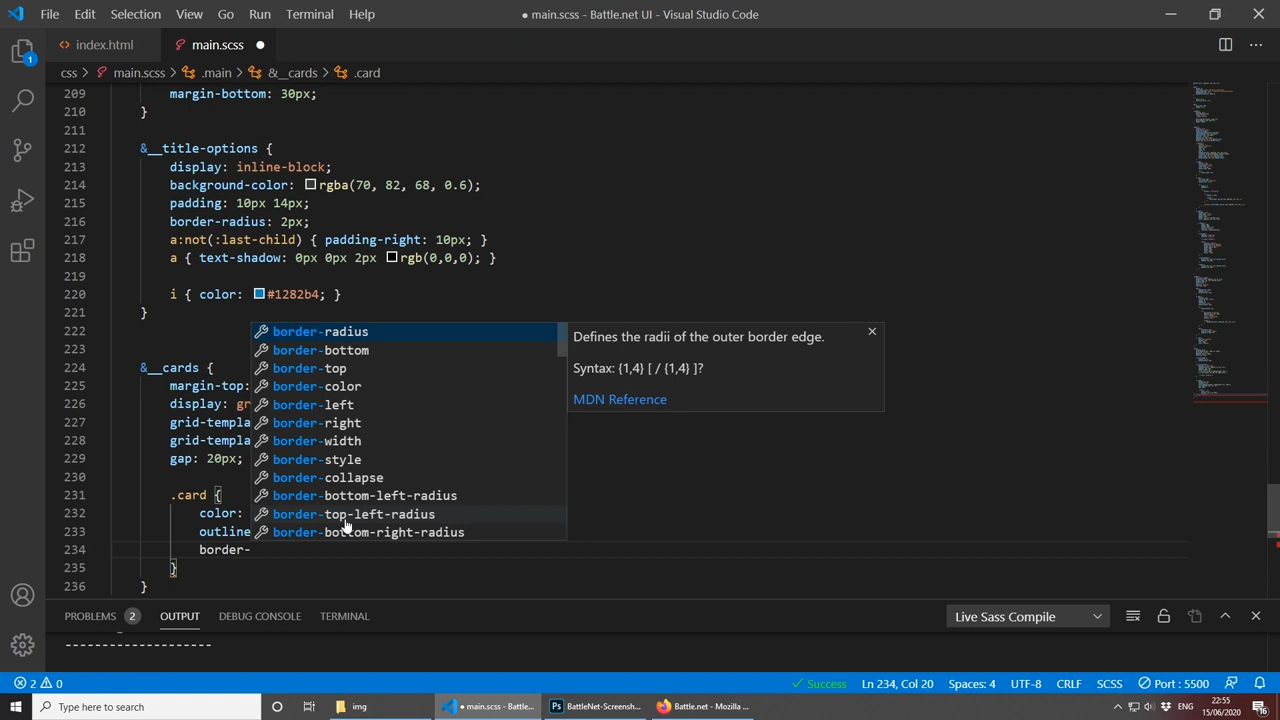 File Edit Selection View Go Run Terminal Help
● main.scss - Battle.net UI - Visual Studio Code
index.html main.scss
css > main.scss > .main > &__cards > .card
209 margin-bottom: 30px;
210 }
211
212 &__title-options {
213 display: inline-block;
214 background-color: rgba(70, 82, 68, 0.6);
215 padding: 10px 14px;
216 border-radius: 2px;
217 a:not(:last-child) { padding-right: 10px; }
218 a { text-shadow: 0px 0px 2px rgb(0,0,0); }
219
220 i { color: #1282b4; }
221 }
222
223
224 &__cards {
225 margin-top:
226 display: gr
227 grid-templa
228 grid-templa
229 gap: 20px;
230
231 .card {
232 color:
233 outline
234 border-
235 }
236 }
border-radius
border-bottom
border-top
border-color
border-left
border-right
border-width
border-style
border-collapse
border-bottom-left-radius
border-top-left-radius
border-bottom-right-radius
Defines the radii of the outer border edge.
Syntax: {1,4} [ / {1,4} ]?
MDN Reference
PROBLEMS 2 OUTPUT DEBUG CONSOLE TERMINAL
Live Sass Compile
--------------------
2 0
Success Ln 234, Col 20 Spaces: 4 UTF-8 CRLF SCSS Port : 5500
Type here to search
img
● main.scss - Battle...
BattleNet-Screensh...
Battle.net - Mozilla ...
ENG
22:55
15/06/2020
1